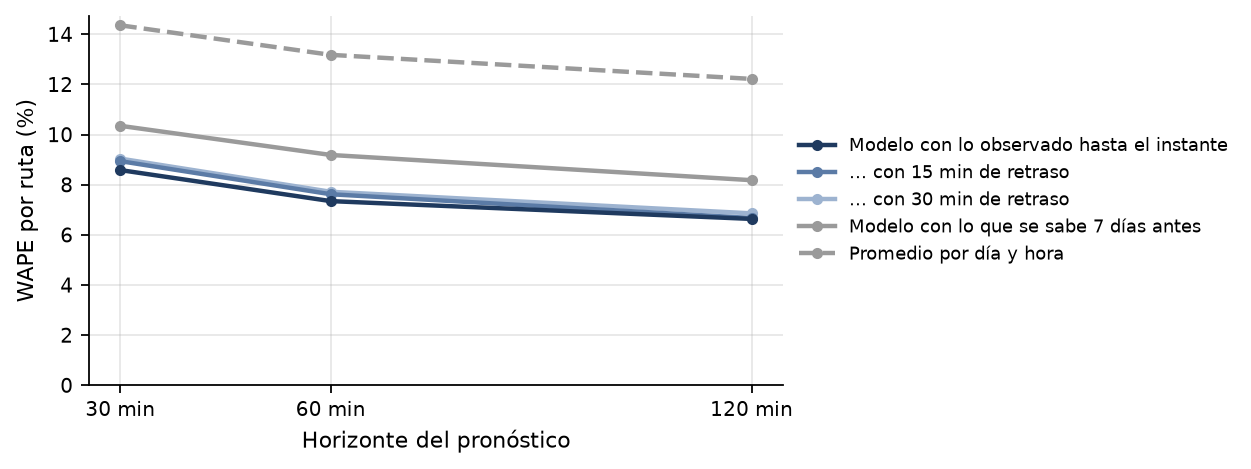 14
12
10
8
6
4
2
0
WAPE por ruta (%)
30 min
60 min
120 min
Horizonte del pronóstico
Modelo con lo observado hasta el instante
... con 15 min de retraso
... con 30 min de retraso
Modelo con lo que se sabe 7 días antes
Promedio por día y hora